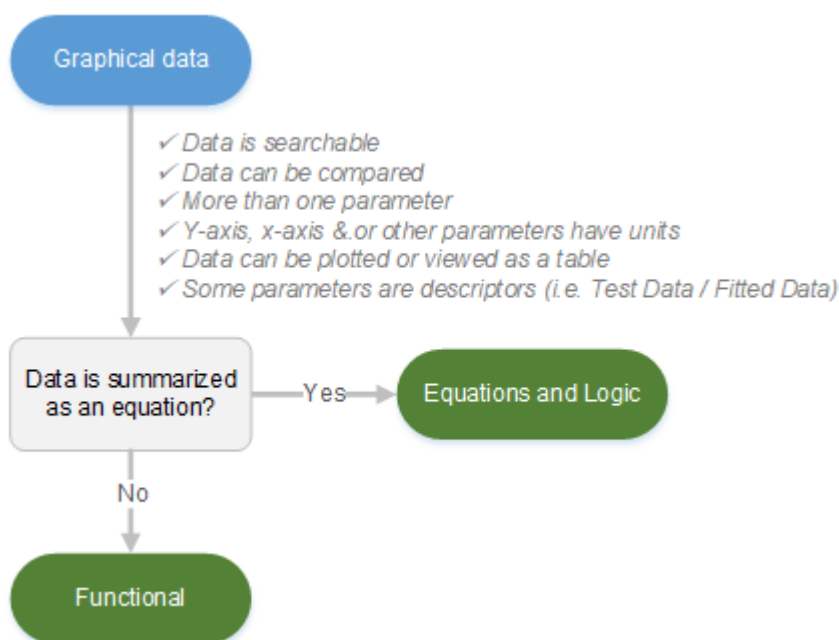 Graphical data
✓ Data is searchable
✓ Data can be compared
✓ More than one parameter
✓ Y-axis, x-axis &.or other parameters have units
✓ Data can be plotted or viewed as a table
✓ Some parameters are descriptors (i.e. Test Data / Fitted Data)
Data is summarized
as an equation?
Yes
Equations and Logic
No
Functional